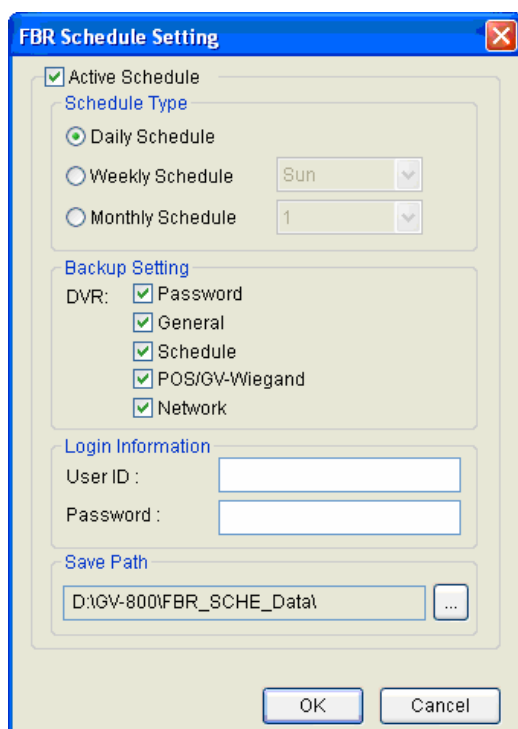 FBR Schedule Setting
Active Schedule
Schedule Type
Daily Schedule
Weekly Schedule Sun
Monthly Schedule 1
Backup Setting
DVR: Password
General
Schedule
POS/GV-Wiegand
Network
Login Information
User ID :
Password :
Save Path
D:\GV-800\FBR_SCHE_Data\ ...
OK Cancel